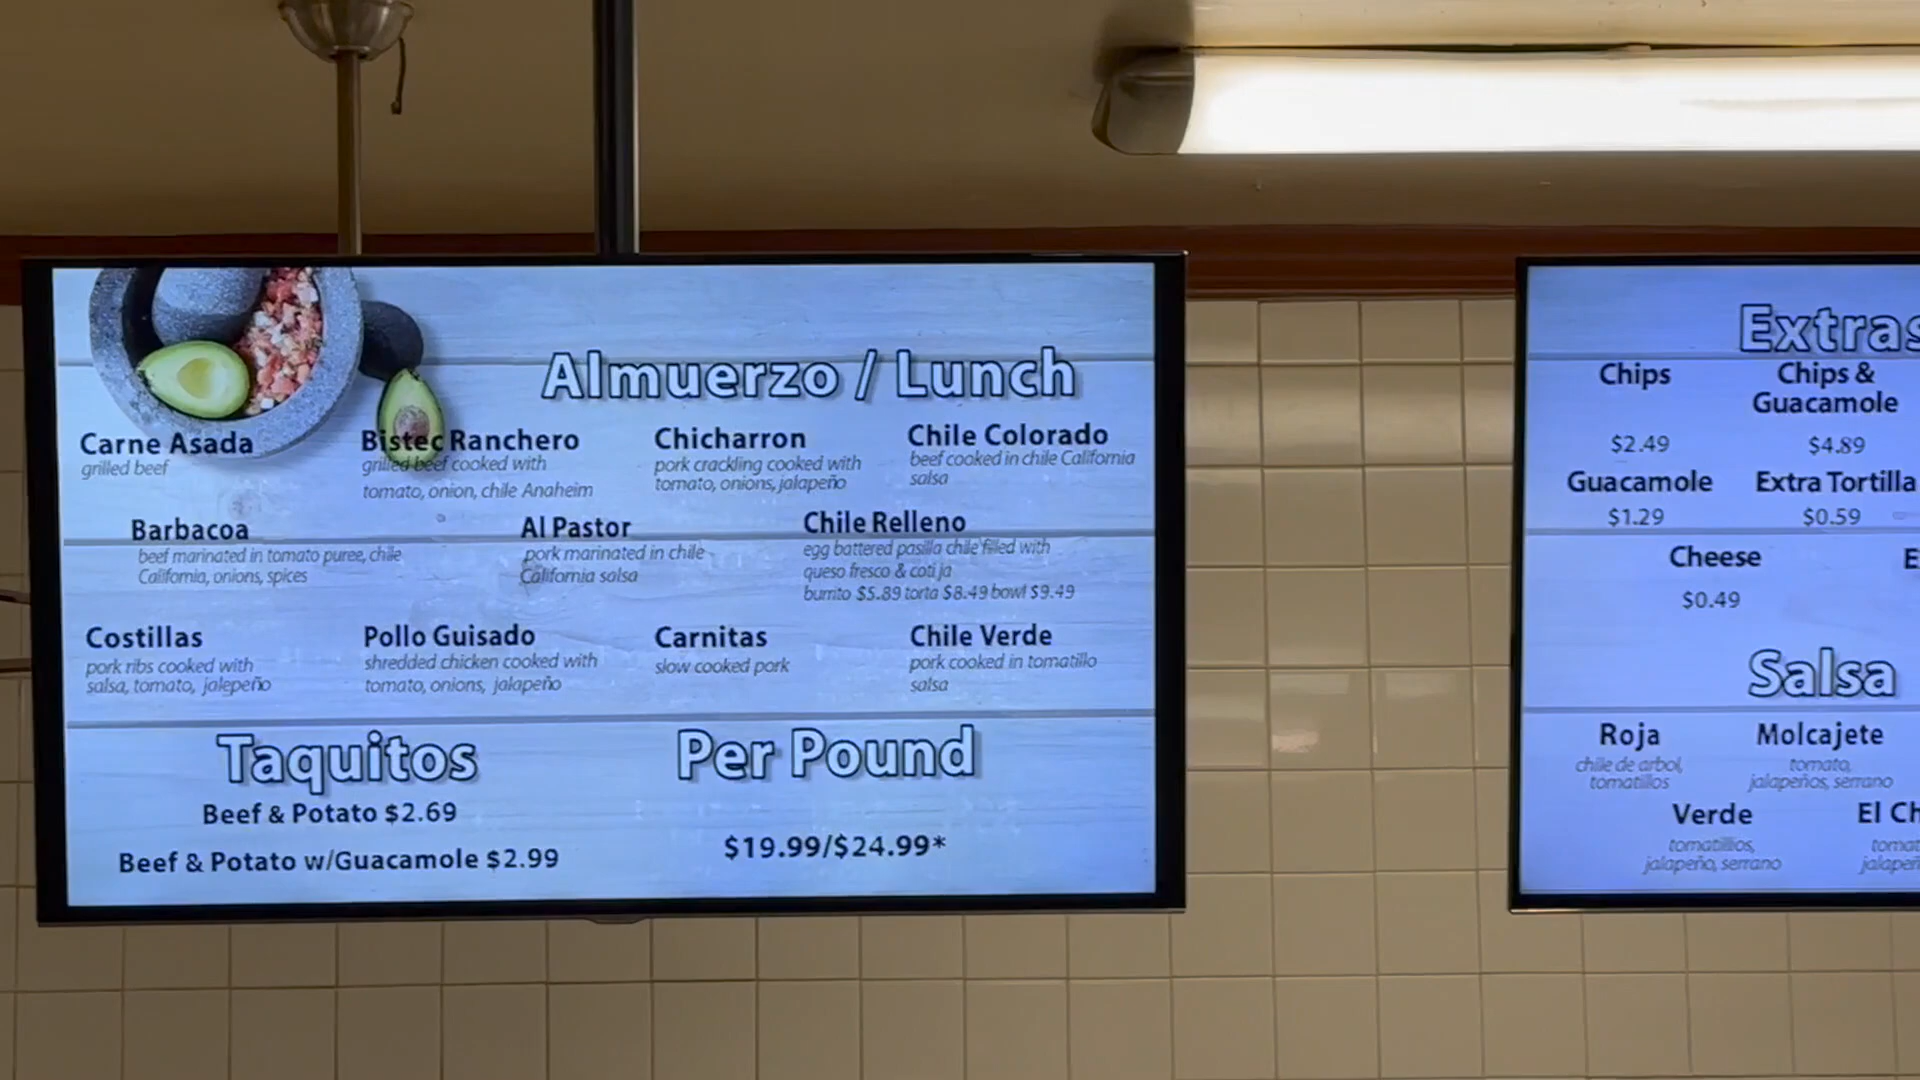 Almuerzo / Lunch
Carne Asada
grilled beef
Bistec Ranchero
grilled beef cooked with
tomato, onion, chile Anaheim
Chicharron
pork crackling cooked with
tomato, onions, jalapeño
Chile Colorado
beef cooked in chile California
salsa
Barbacoa
beef marinated in tomato puree, chile
California, onions, spices
Al Pastor
pork marinated in chile
California salsa
Chile Relleno
egg battered pasilla chile filled with
queso fresco & cotija
burrito $5.89 torta $8.49 bowl $9.49
Costillas
pork ribs cooked with
salsa, tomato, jalepeño
Pollo Guisado
shredded chicken cooked with
tomato, onions, jalapeño
Carnitas
slow cooked pork
Chile Verde
pork cooked in tomatillo
salsa
Taquitos
Beef & Potato $2.69
Beef & Potato w/Guacamole $2.99
Per Pound
$19.99/$24.99*
Extras
Chips
$2.49
Chips &
Guacamole
$4.89
Guacamole
$1.29
Extra Tortilla
$0.59
Cheese
$0.49
Salsa
Roja
chile de arbol,
tomatillos
Molcajete
tomato,
jalapeños, serrano
Verde
tomatillios,
jalapeño, serrano
El